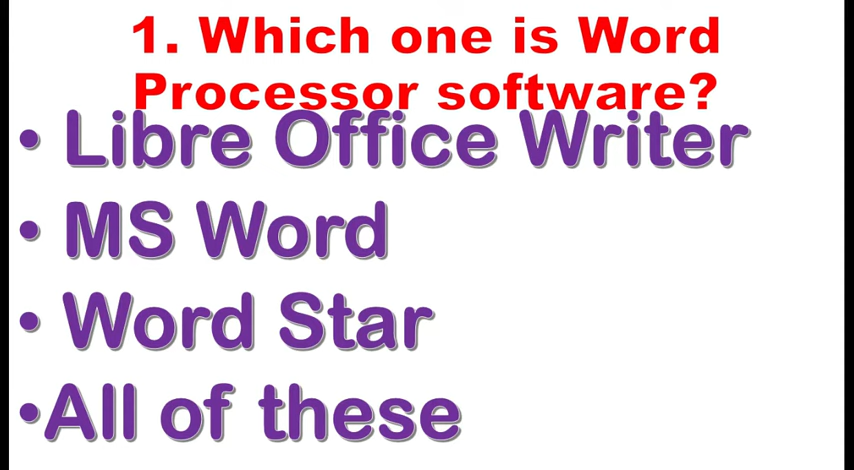 1. Which one is Word
Processor software?
• Libre Office Writer
• MS Word
• Word Star
•All of these